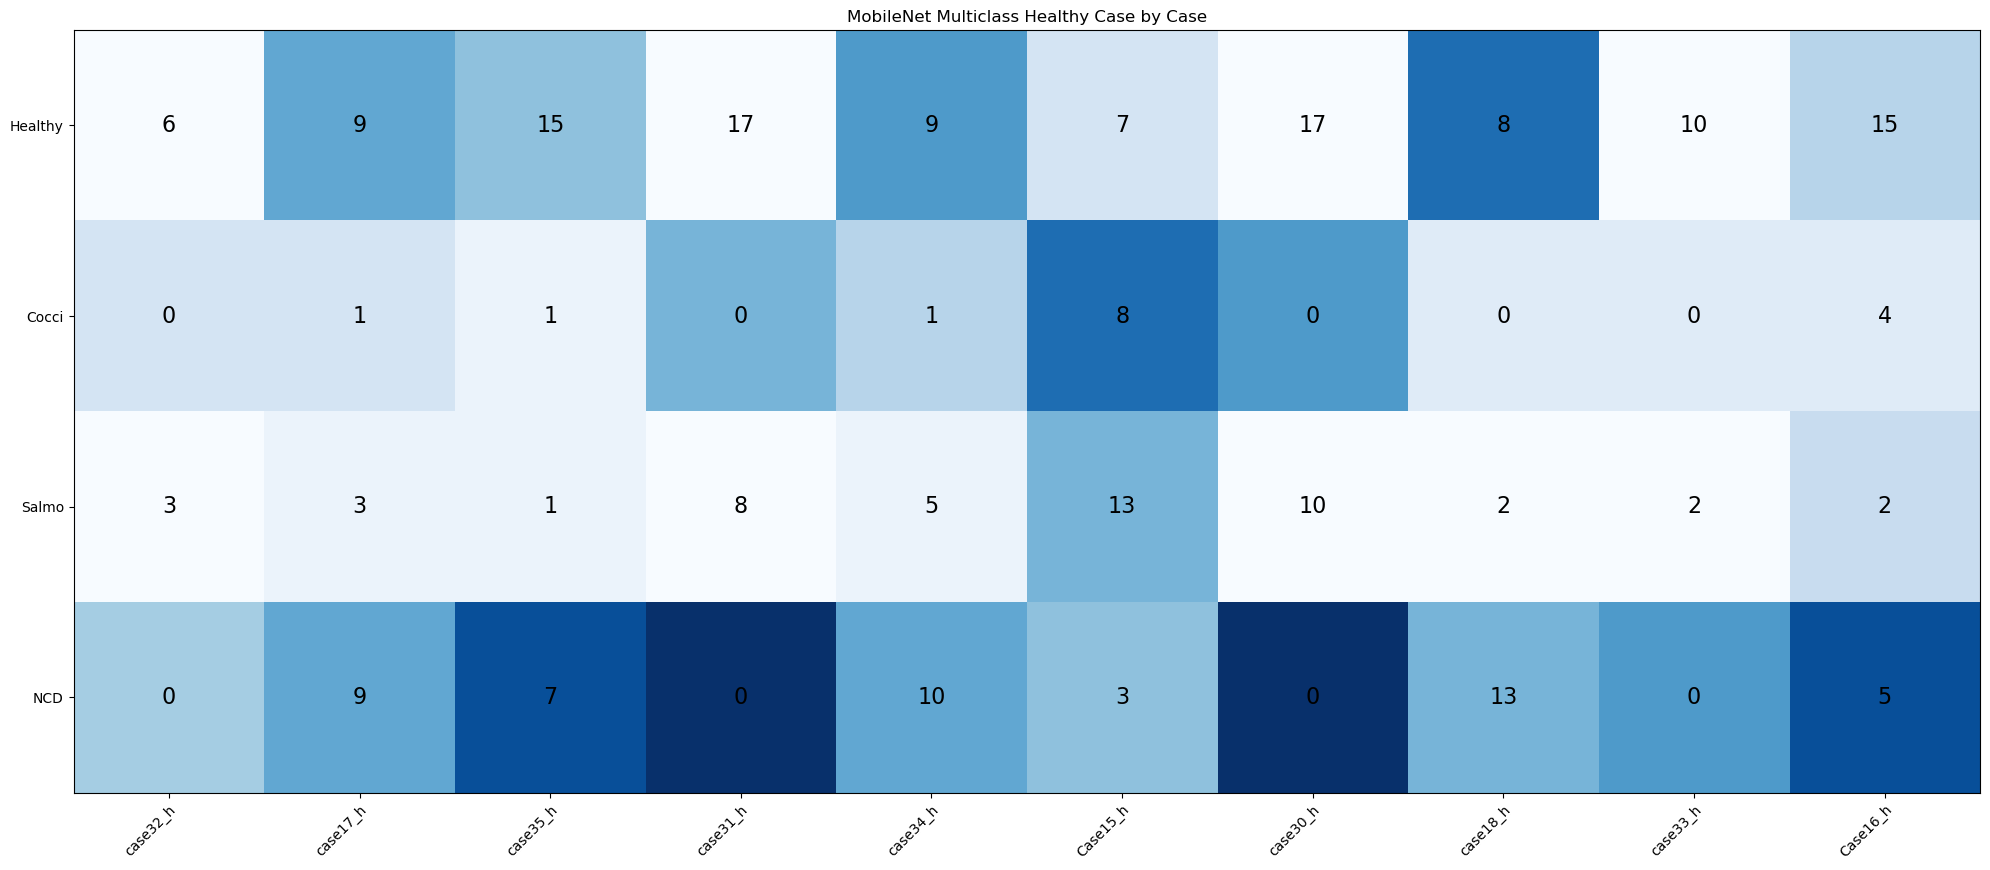 MobileNet Multiclass Healthy Case by Case
Healthy 6 9 15 17 9 7 17 8 10 15
Cocci 0 1 1 0 1 8 0 0 0 4
Salmo 3 3 1 8 5 13 10 2 2 2
NCD 0 9 7 0 10 3 0 13 0 5
case32_h case17_h case35_h case31_h case34_h Case15_h case30_h case18_h case33_h Case16_h